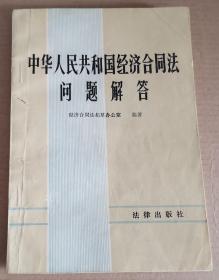 中华人民共和国经济合同法
问题解答
经济合同法起草办公室 编著
法律出版社